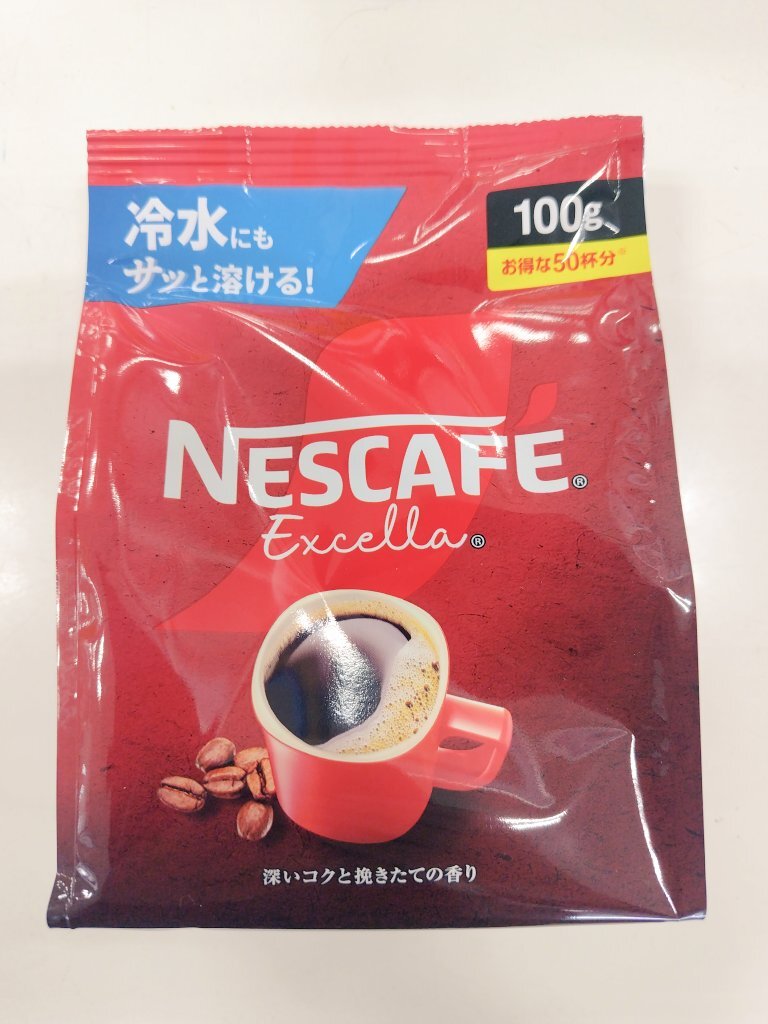 冷水にも
サッと溶ける!
100g
お得な50杯分※
NESCAFÉ®
Excella®
深いコクと挽きたての香り